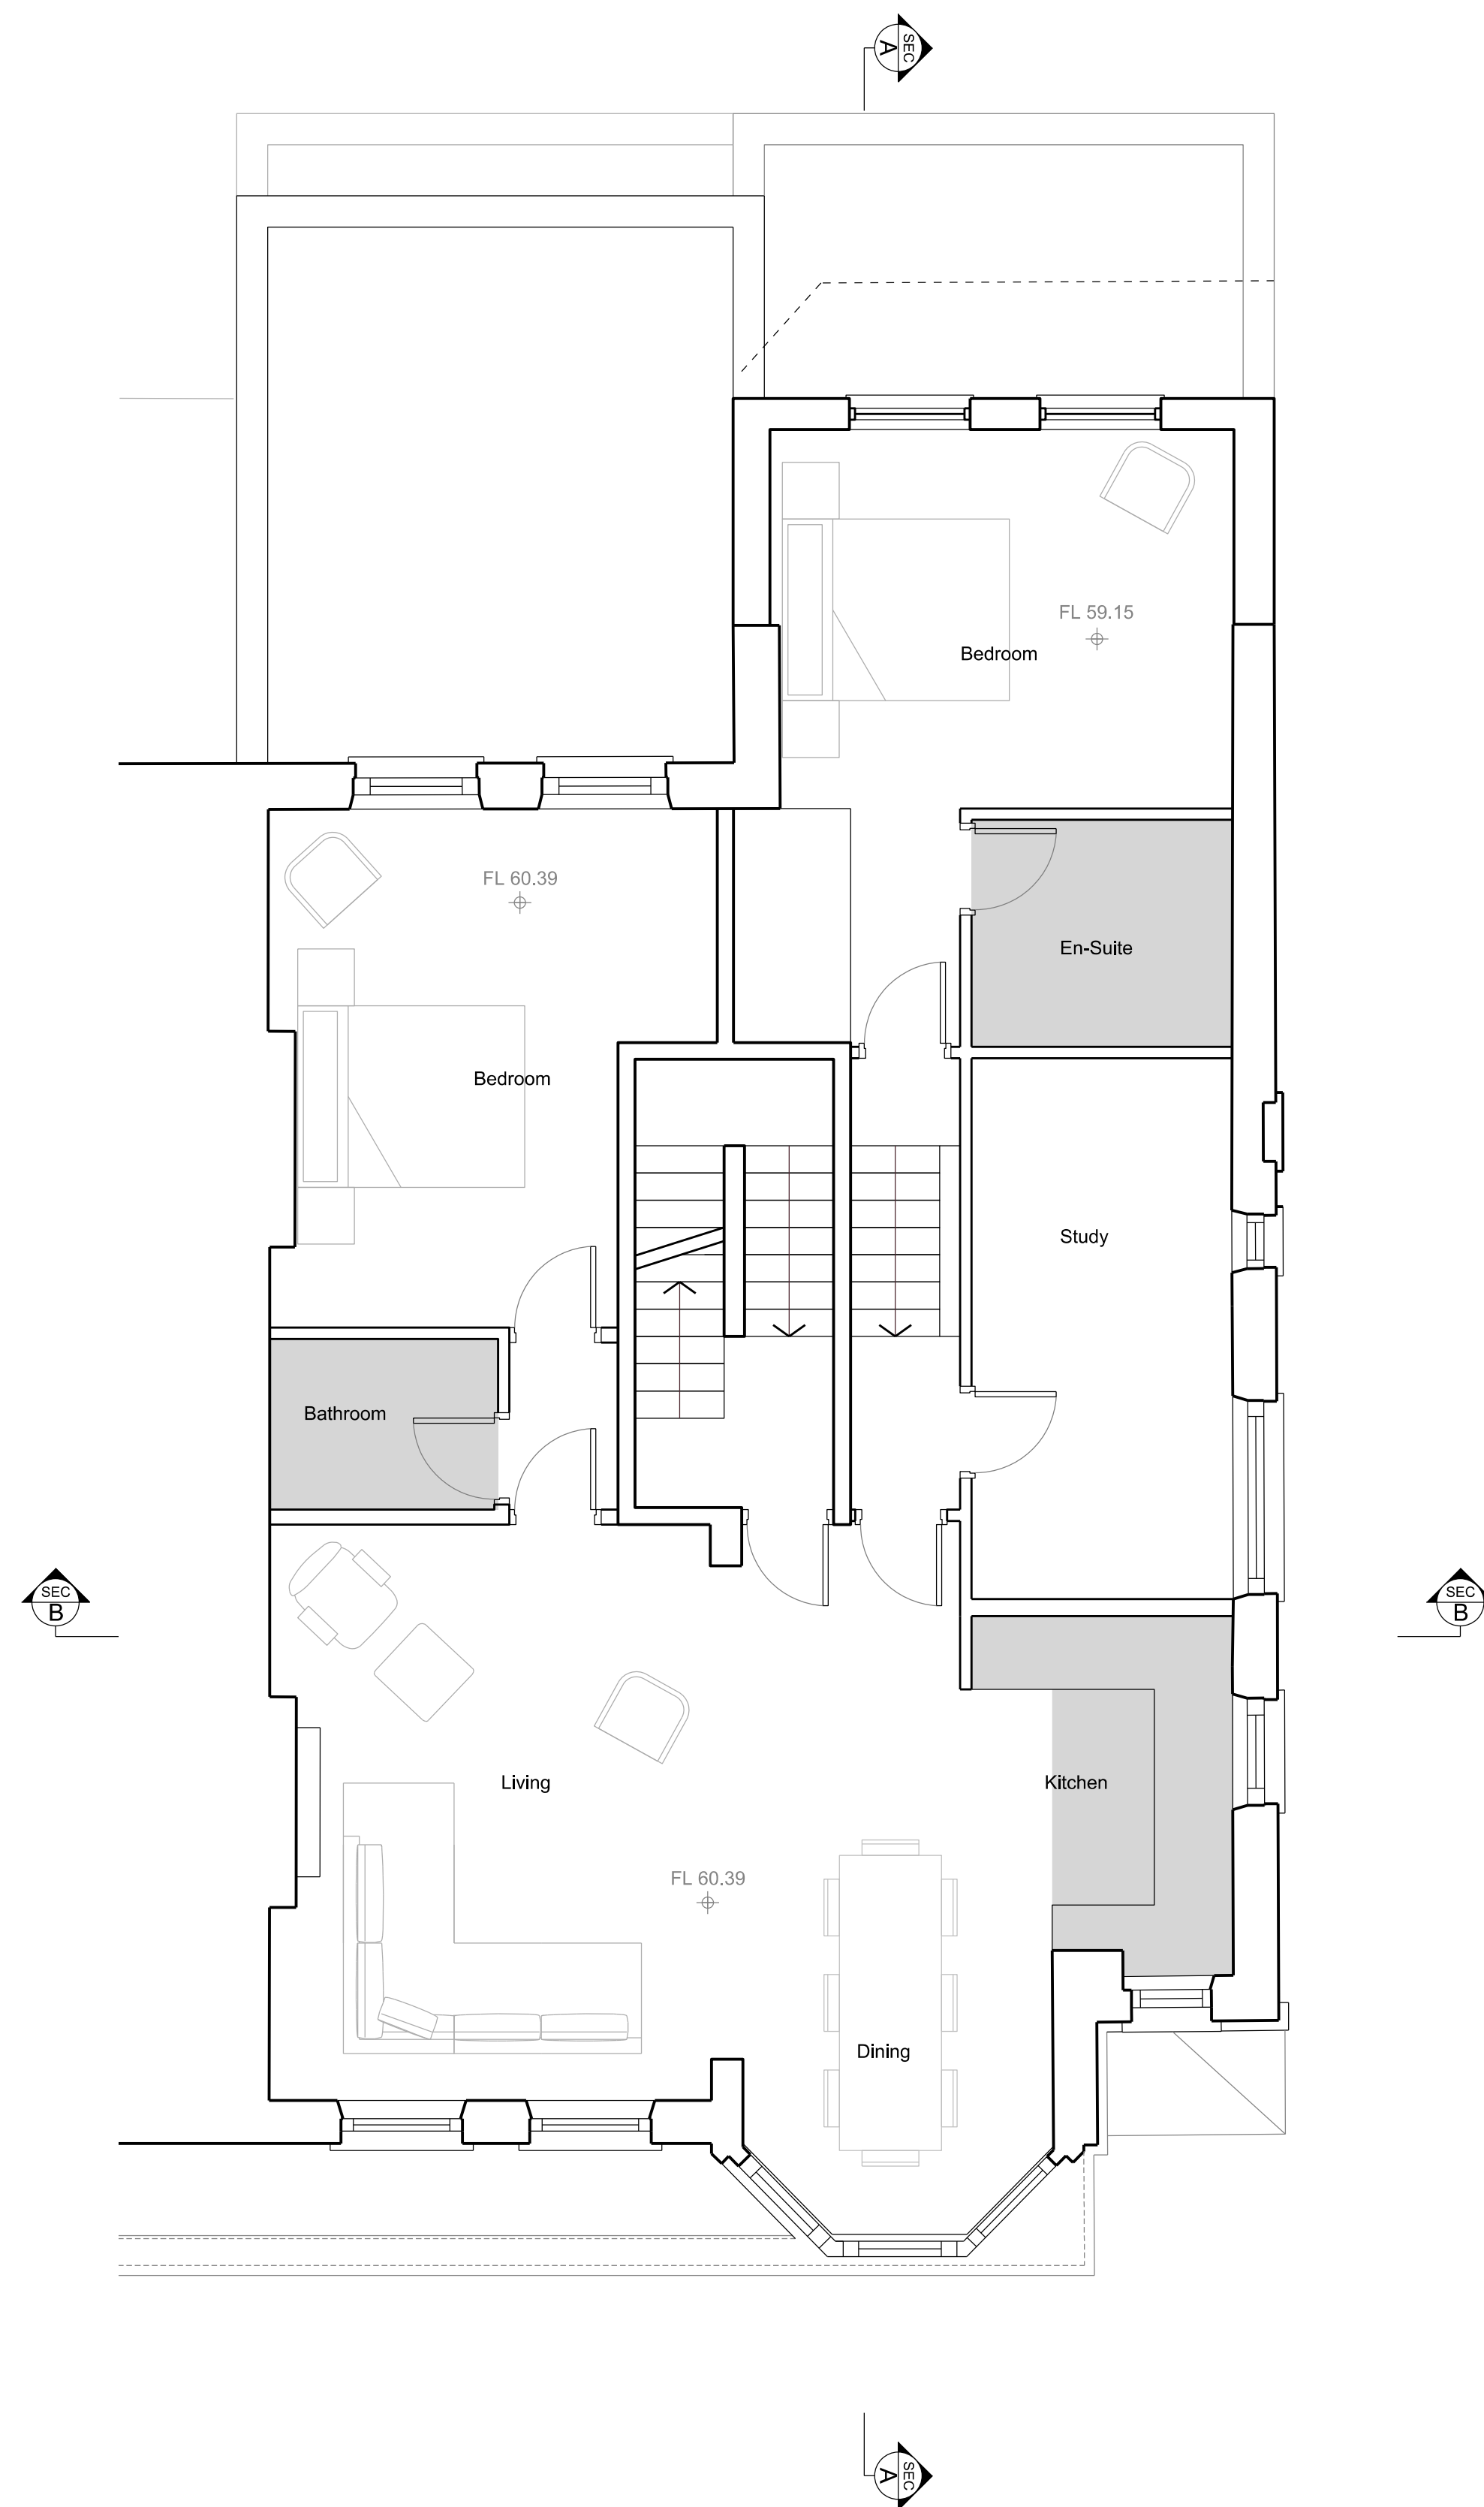 SEC
A
FL 59.15
Bedroom
FL 60.39
En-Suite
Bedroom
Study
Bathroom
SEC
B
SEC
B
Living
Kitchen
FL 60.39
Dining
SEC
A